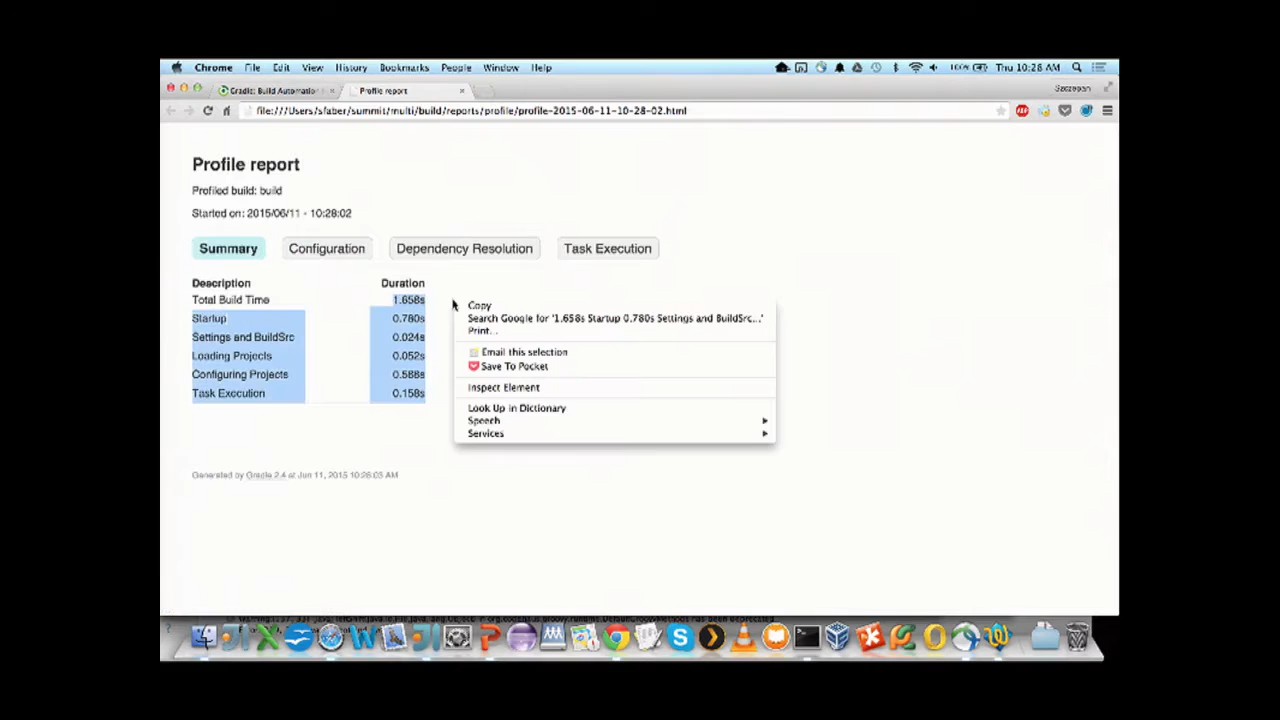 Chrome File Edit View History Bookmarks People Window Help 100% Thu 10:28 AM
Gradle: Build Automation Profile report Szczepan
file:///Users/sfaber/summit/multi/build/reports/profile/profile-2015-06-11-10-28-02.html
Profile report
Profiled build: build
Started on: 2015/06/11 - 10:28:02
Summary Configuration Dependency Resolution Task Execution
Description Duration
Total Build Time 1.658s
Startup 0.780s
Settings and BuildSrc 0.024s
Loading Projects 0.052s
Configuring Projects 0.588s
Task Execution 0.158s
Copy
Search Google for '1.658s Startup 0.780s Settings and BuildSrc...'
Print...
Email this selection
Save To Pocket
Inspect Element
Look Up in Dictionary
Speech
Services
Generated by Gradle 2.4 at Jun 11, 2015 10:28:03 AM